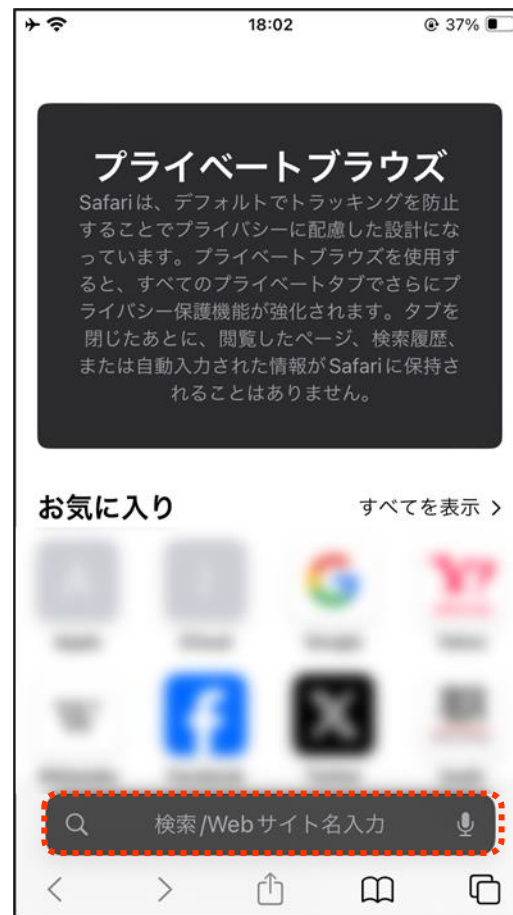 18:02
37%
プライベートブラウズ
Safariは、デフォルトでトラッキングを防止
することでプライバシーに配慮した設計にな
っています。プライベートブラウズを使用す
ると、すべてのプライベートタブでさらにプ
ライバシー保護機能が強化されます。タブを
閉じたあとに、閲覧したページ、検索履歴、
または自動入力された情報がSafariに保持さ
れることはありません。
お気に入り すべてを表示 >
検索/Webサイト名入力